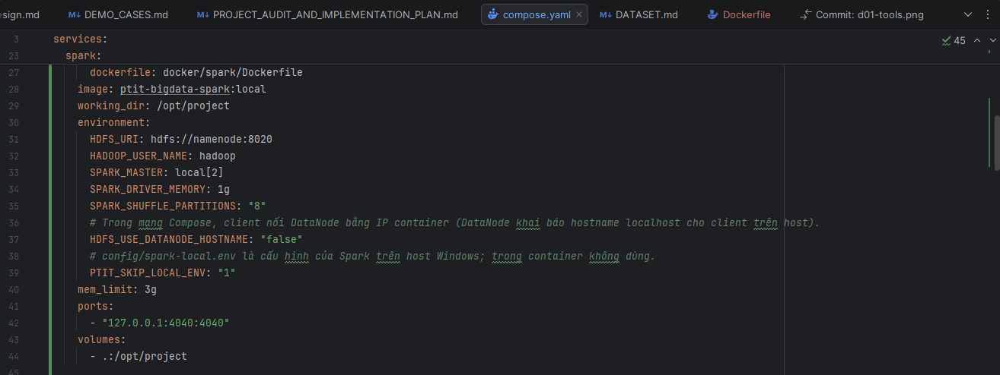 esign.md DEMO_CASES.md PROJECT_AUDIT_AND_IMPLEMENTATION_PLAN.md compose.yaml DATASET.md Dockerfile Commit: d01-tools.png
3 services: 45
23 spark:
27 dockerfile: docker/spark/Dockerfile
28 image: ptit-bigdata-spark:local
29 working_dir: /opt/project
30 environment:
31 HDFS_URI: hdfs://namenode:8020
32 HADOOP_USER_NAME: hadoop
33 SPARK_MASTER: local[2]
34 SPARK_DRIVER_MEMORY: 1g
35 SPARK_SHUFFLE_PARTITIONS: "8"
36 # Trong mạng Compose, client nối DataNode bằng IP container (DataNode khai báo hostname localhost cho client trên host).
37 HDFS_USE_DATANODE_HOSTNAME: "false"
38 # config/spark-local.env là cấu hình của Spark trên host Windows; trong container không dùng.
39 PTIT_SKIP_LOCAL_ENV: "1"
40 mem_limit: 3g
41 ports:
42 - "127.0.0.1:4040:4040"
43 volumes:
44 - .:/opt/project
45